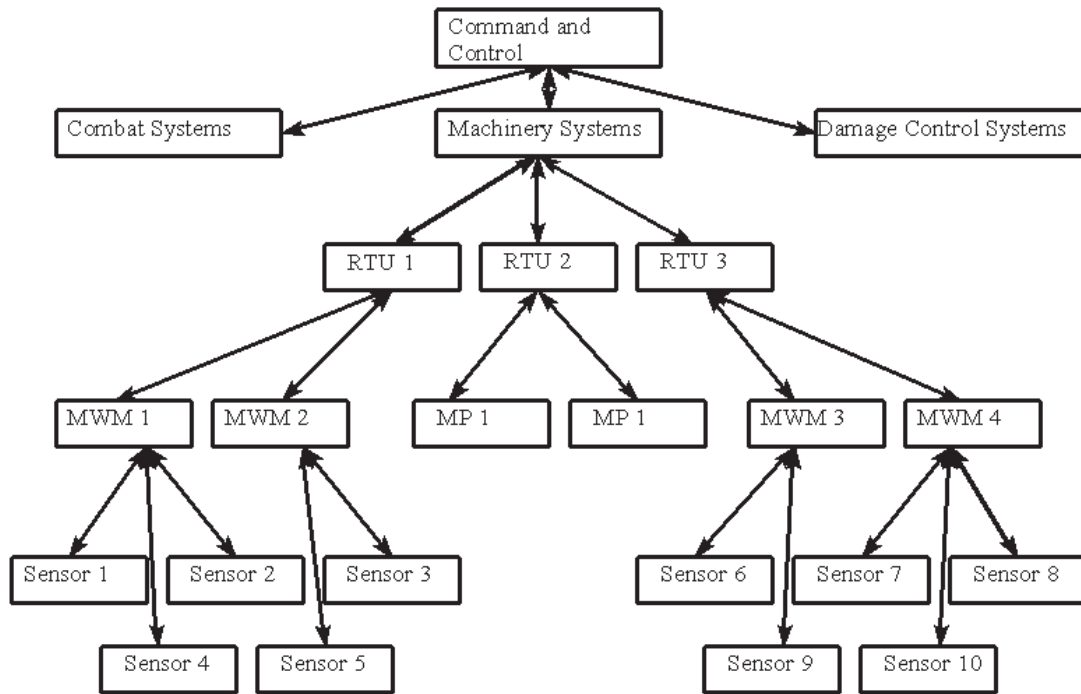 Command and
Control
Combat Systems
Machinery Systems
Damage Control Systems
RTU 1
RTU 2
RTU 3
MWM 1
MWM 2
MP 1
MP 1
MWM 3
MWM 4
Sensor 1
Sensor 2
Sensor 3
Sensor 6
Sensor 7
Sensor 8
Sensor 4
Sensor 5
Sensor 9
Sensor 10